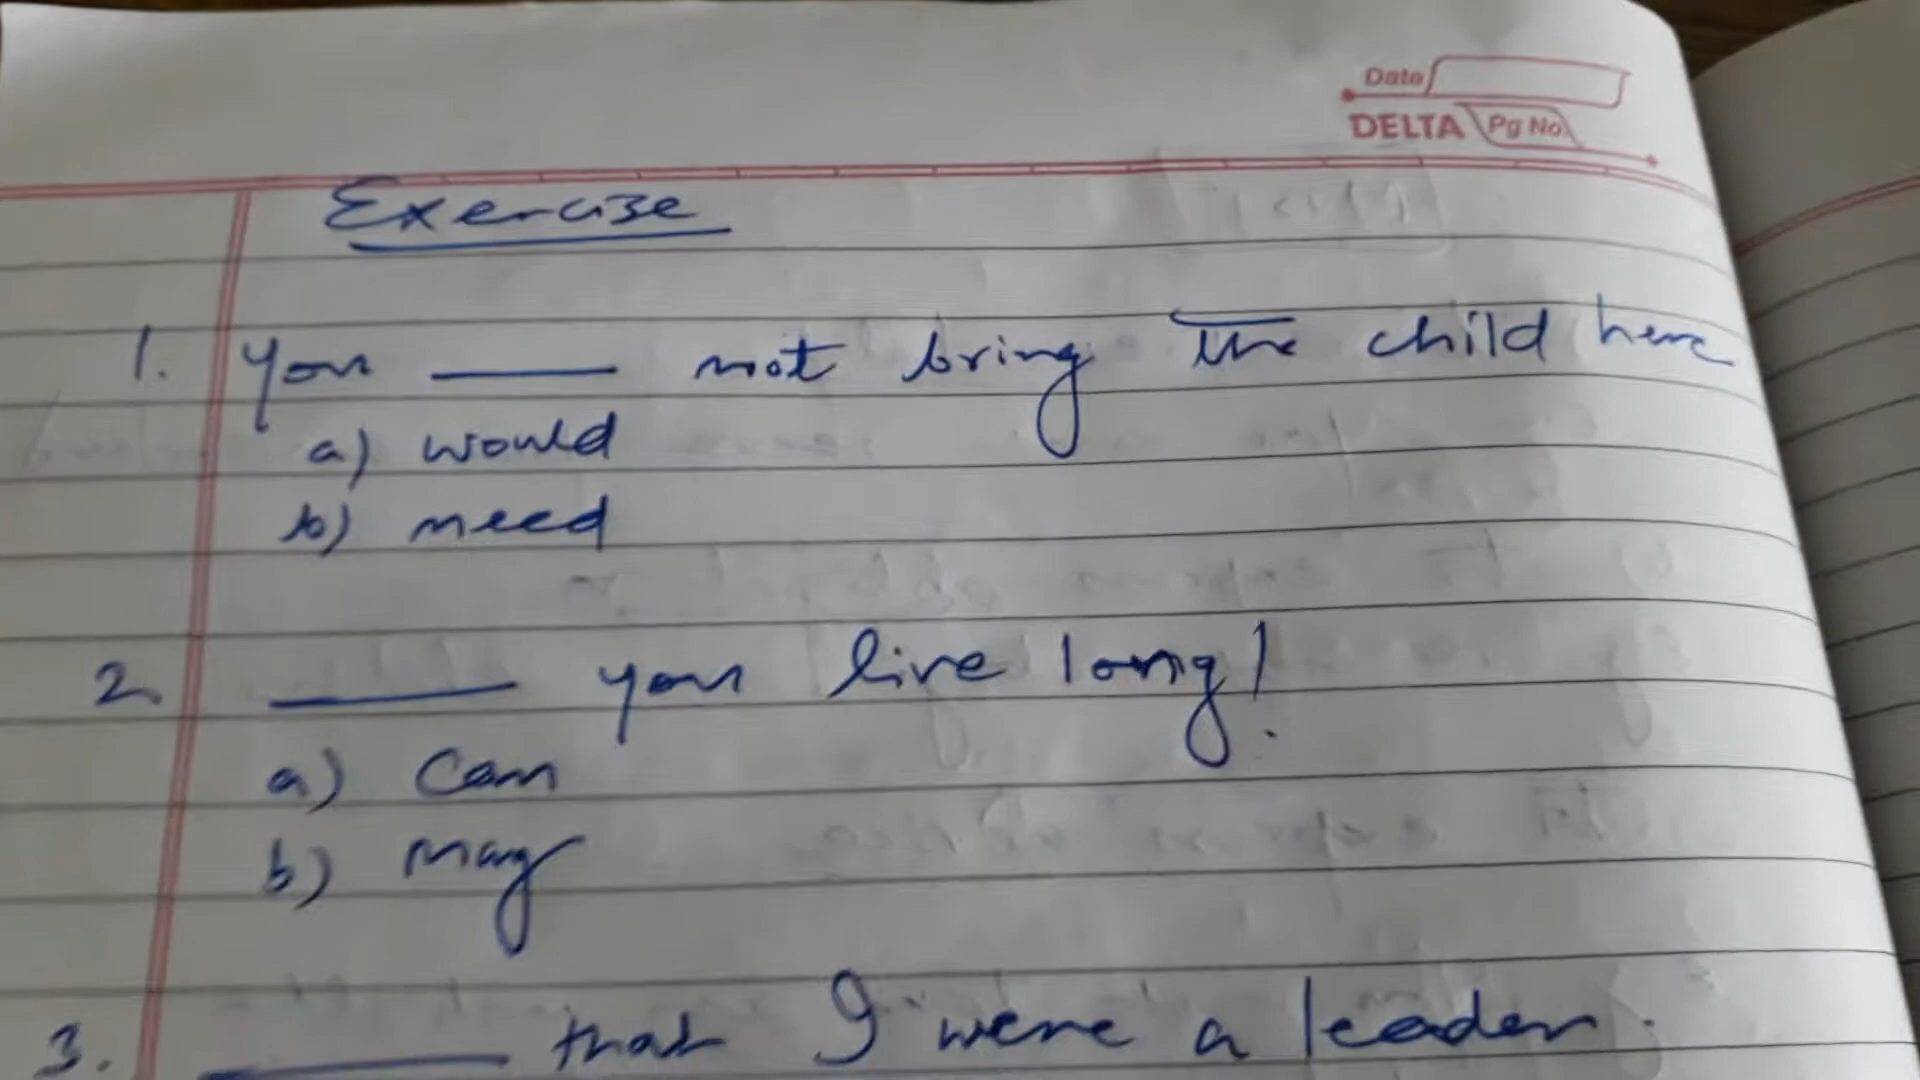 Date
DELTA Pg No.
Exercise
1. You ____ not bring the child here
a) would
b) need
2. ____ you live long!
a) Can
b) May
3. ____ that I were a leader.